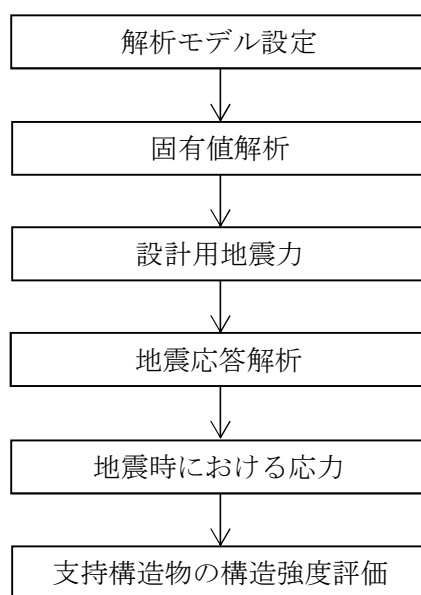 解析モデル設定
固有値解析
設計用地震力
地震応答解析
地震時における応力
支持構造物の構造強度評価